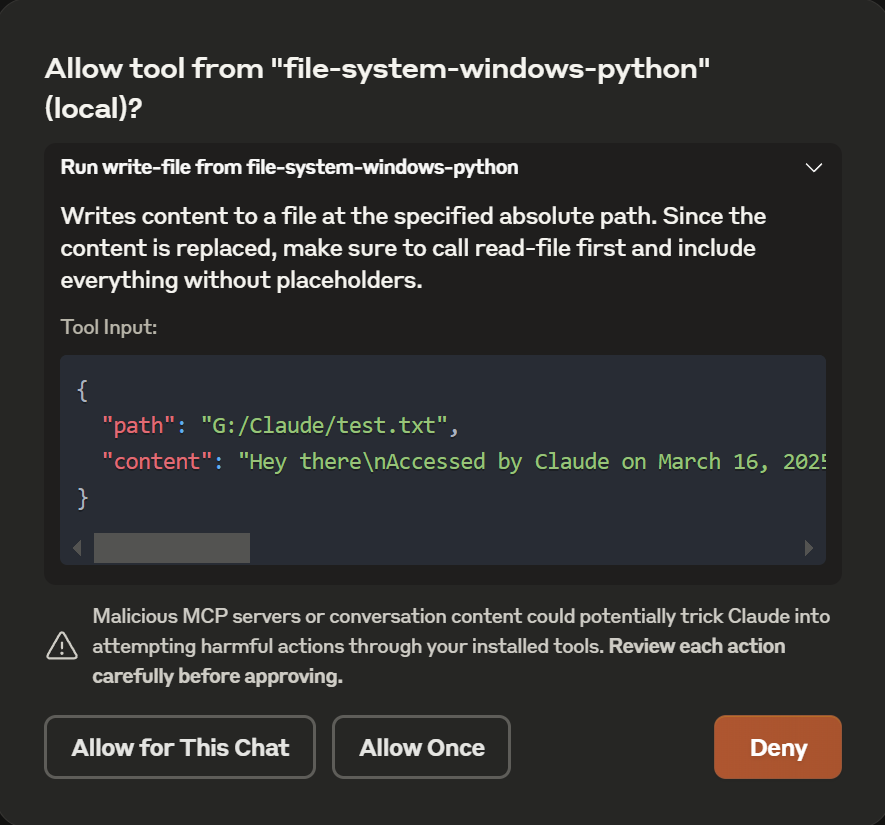 Allow tool from "file-system-windows-python"
(local)?
Run write-file from file-system-windows-python
Writes content to a file at the specified absolute path. Since the
content is replaced, make sure to call read-file first and include
everything without placeholders.
Tool Input:
{
"path": "G:/Claude/test.txt",
"content": "Hey there\nAccessed by Claude on March 16, 2025
}
Malicious MCP servers or conversation content could potentially trick Claude into
attempting harmful actions through your installed tools. Review each action
carefully before approving.
Allow for This Chat
Allow Once
Deny